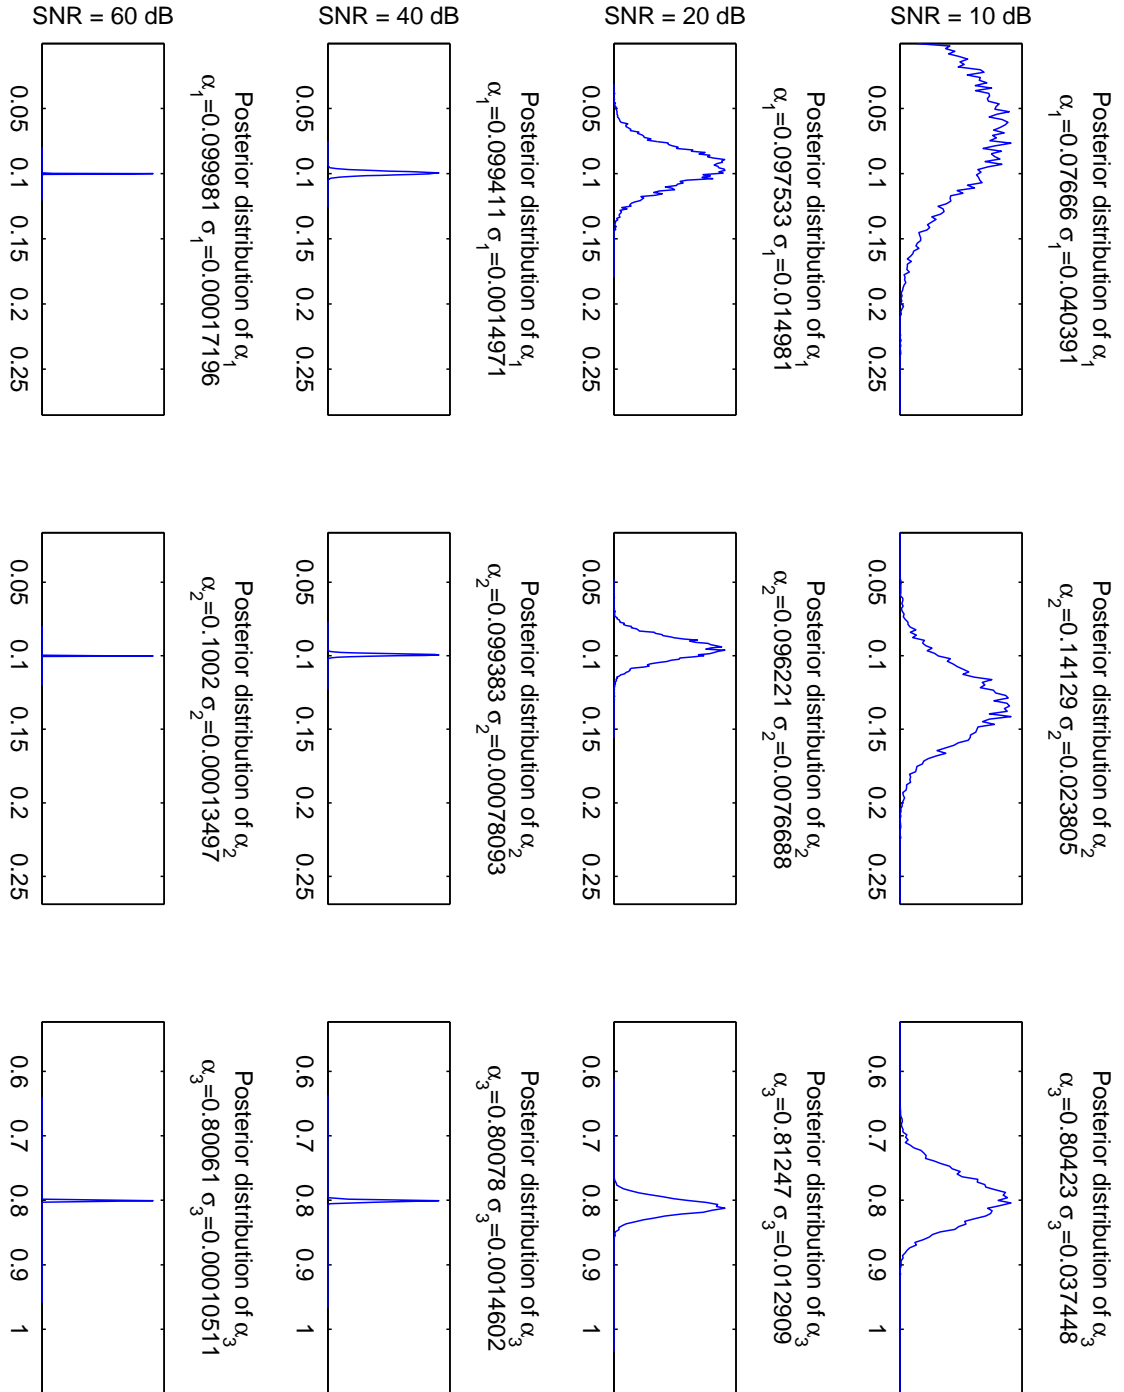 SNR = 10 dB
Posterior distribution of α₁
α₁=0.07666 σ₁=0.040391
0.05 0.1 0.15 0.2 0.25
Posterior distribution of α₂
α₂=0.14129 σ₂=0.023805
0.05 0.1 0.15 0.2 0.25
Posterior distribution of α₃
α₃=0.80423 σ₃=0.037448
0.6 0.7 0.8 0.9 1
SNR = 20 dB
Posterior distribution of α₁
α₁=0.097533 σ₁=0.014981
0.05 0.1 0.15 0.2 0.25
Posterior distribution of α₂
α₂=0.096221 σ₂=0.0076688
0.05 0.1 0.15 0.2 0.25
Posterior distribution of α₃
α₃=0.81247 σ₃=0.012909
0.6 0.7 0.8 0.9 1
SNR = 40 dB
Posterior distribution of α₁
α₁=0.099411 σ₁=0.0014971
0.05 0.1 0.15 0.2 0.25
Posterior distribution of α₂
α₂=0.099383 σ₂=0.00078093
0.05 0.1 0.15 0.2 0.25
Posterior distribution of α₃
α₃=0.80078 σ₃=0.0014602
0.6 0.7 0.8 0.9 1
SNR = 60 dB
Posterior distribution of α₁
α₁=0.099981 σ₁=0.00017196
0.05 0.1 0.15 0.2 0.25
Posterior distribution of α₂
α₂=0.1002 σ₂=0.00013497
0.05 0.1 0.15 0.2 0.25
Posterior distribution of α₃
α₃=0.80061 σ₃=0.00010511
0.6 0.7 0.8 0.9 1